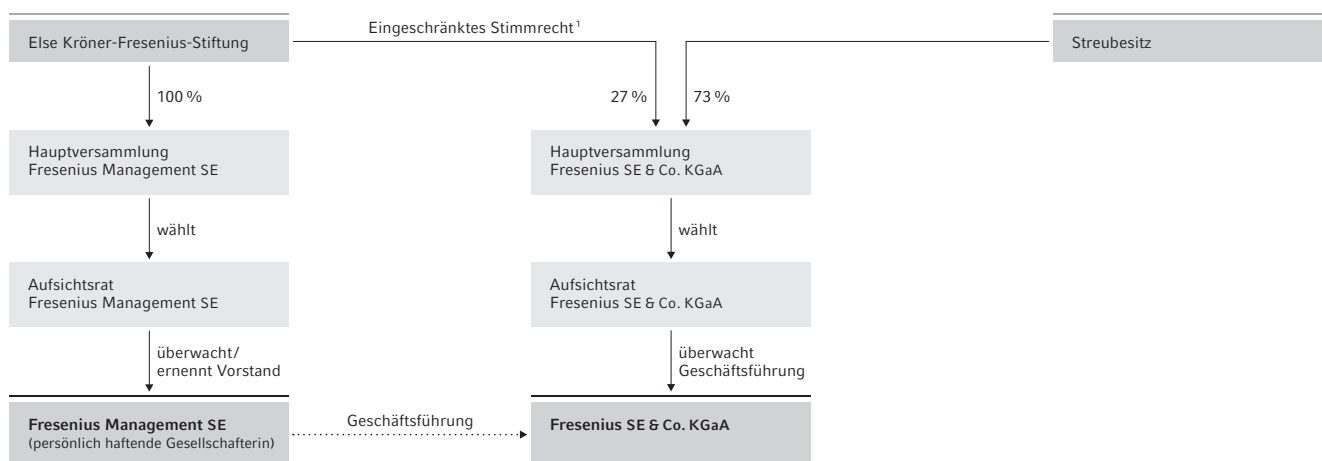 Else Kröner-Fresenius-Stiftung
Eingeschränktes Stimmrecht¹
Streubesitz
100 %
27 %
73 %
Hauptversammlung
Fresenius Management SE
Hauptversammlung
Fresenius SE & Co. KGaA
wählt
wählt
Aufsichtsrat
Fresenius Management SE
Aufsichtsrat
Fresenius SE & Co. KGaA
überwacht/
ernennt Vorstand
überwacht
Geschäftsführung
Fresenius Management SE
(persönlich haftende Gesellschafterin)
Geschäftsführung
Fresenius SE & Co. KGaA